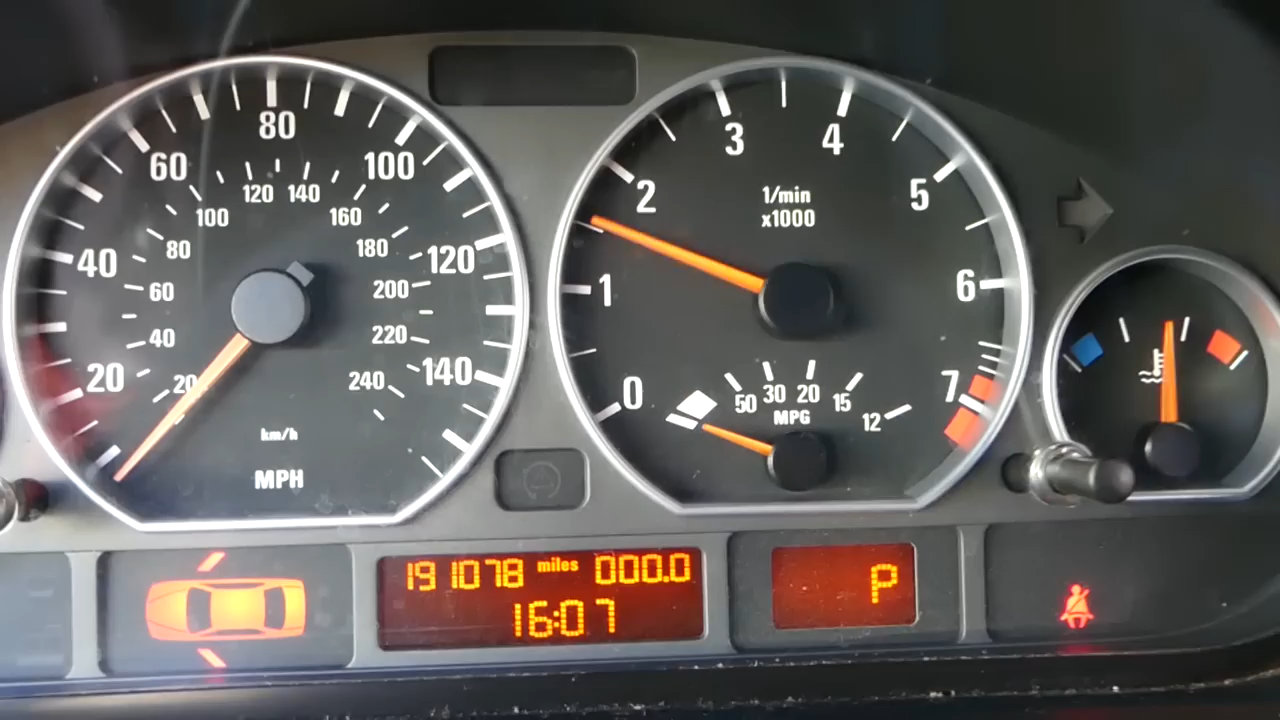 20 40 60 80 100 120 140
20 40 60 80 100 120 140 160 180 200 220 240
km/h
MPH
0 1 2 3 4 5 6 7
1/min
x1000
50 30 20 15 12
MPG
191078 miles 000.0
16:07
P